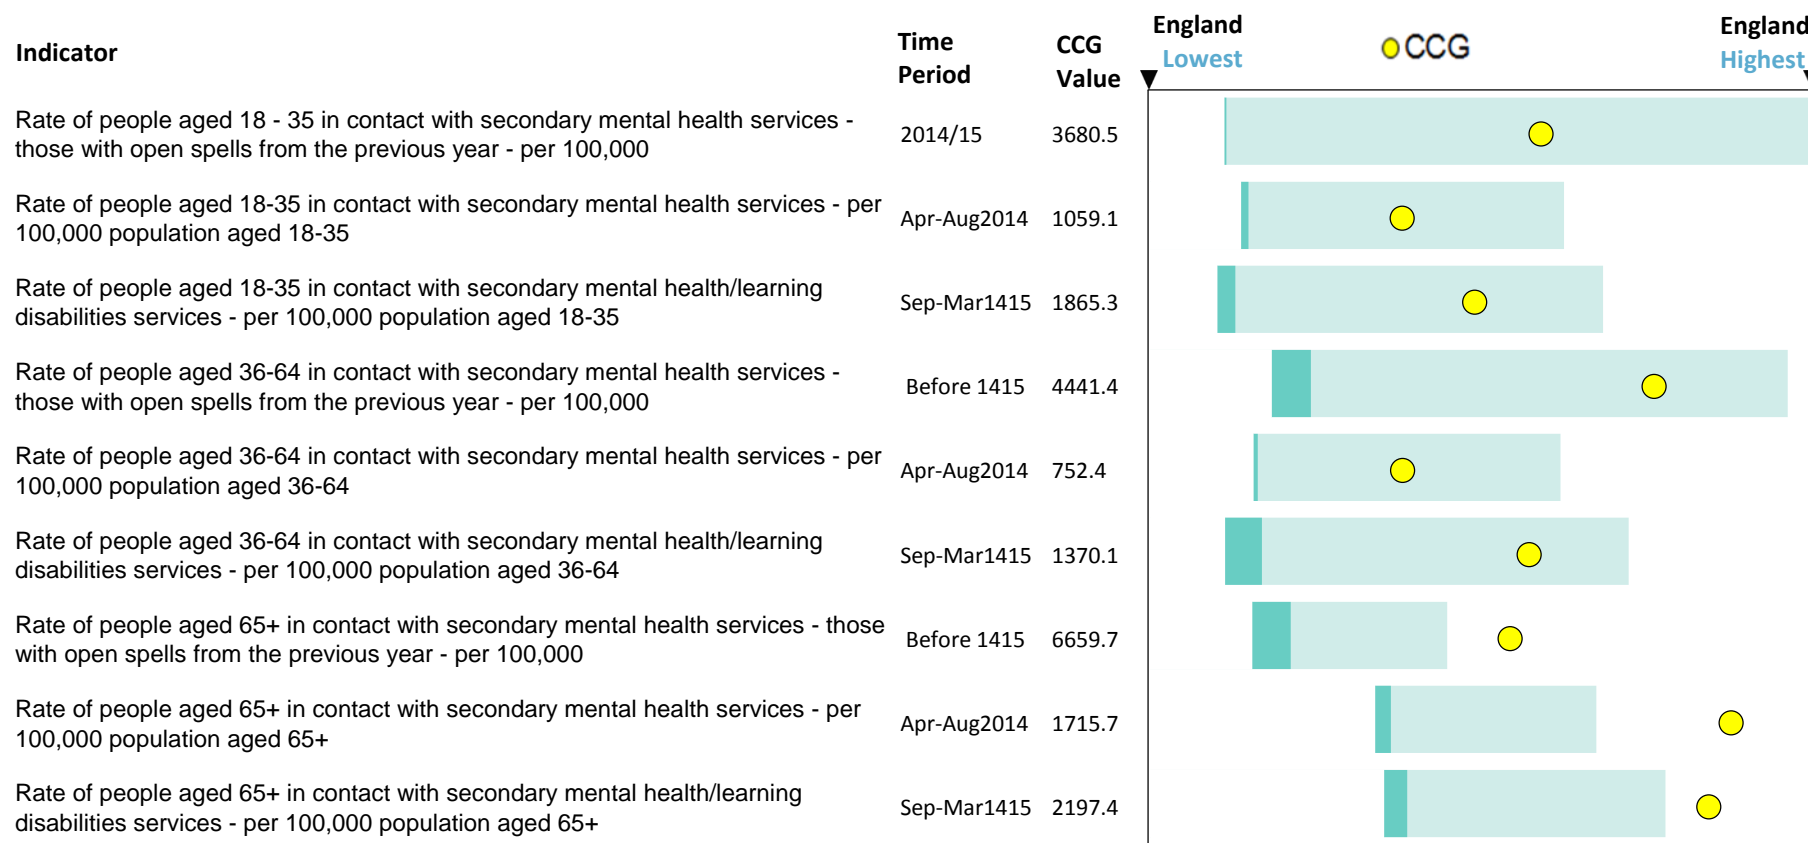 Indicator
Time
Period
CCG
Value
England
Lowest
CCG
England
Highest
Rate of people aged 18 - 35 in contact with secondary mental health services -
those with open spells from the previous year - per 100,000
2014/15
3680.5
Rate of people aged 18-35 in contact with secondary mental health services - per
100,000 population aged 18-35
Apr-Aug2014
1059.1
Rate of people aged 18-35 in contact with secondary mental health/learning
disabilities services - per 100,000 population aged 18-35
Sep-Mar1415
1865.3
Rate of people aged 36-64 in contact with secondary mental health services -
those with open spells from the previous year - per 100,000
Before 1415
4441.4
Rate of people aged 36-64 in contact with secondary mental health services - per
100,000 population aged 36-64
Apr-Aug2014
752.4
Rate of people aged 36-64 in contact with secondary mental health/learning
disabilities services - per 100,000 population aged 36-64
Sep-Mar1415
1370.1
Rate of people aged 65+ in contact with secondary mental health services - those
with open spells from the previous year - per 100,000
Before 1415
6659.7
Rate of people aged 65+ in contact with secondary mental health services - per
100,000 population aged 65+
Apr-Aug2014
1715.7
Rate of people aged 65+ in contact with secondary mental health/learning
disabilities services - per 100,000 population aged 65+
Sep-Mar1415
2197.4